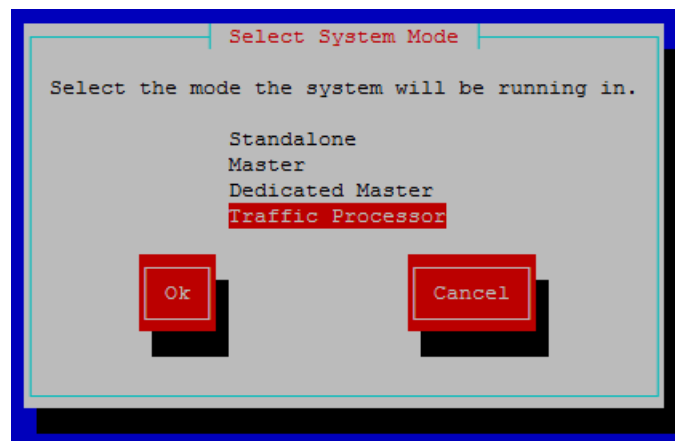 Select System Mode
Select the mode the system will be running in.
Standalone
Master
Dedicated Master
Traffic Processor
Ok Cancel